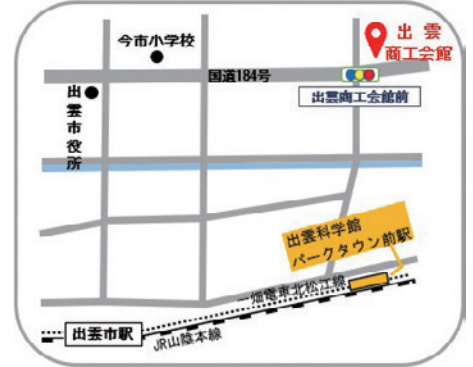 今市小学校
出雲
商工会館
国道184号
出雲商工会館前
出雲市役所
出雲科学館
パークタウン前駅
一畑電車北松江線
出雲市駅
JR山陰本線